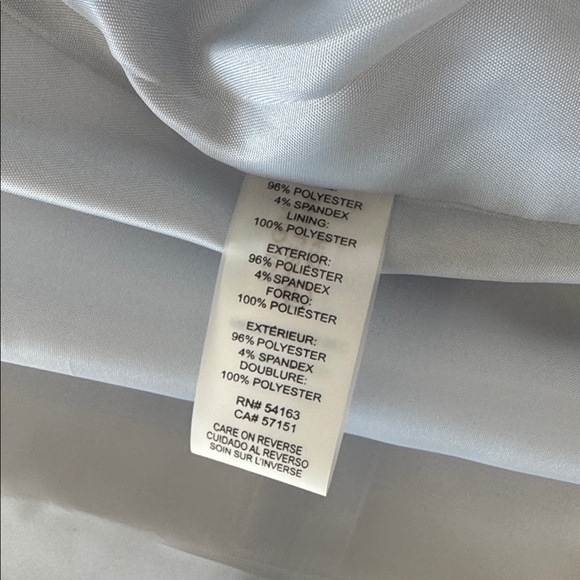 96% POLYESTER
4% SPANDEX
LINING:
100% POLYESTER
EXTERIOR:
96% POLIÉSTER
4% SPANDEX
FORRO:
100% POLIÉSTER
EXTÉRIEUR:
96% POLYESTER
4% SPANDEX
DOUBLURE:
100% POLYESTER
RN# 54163
CA# 57151
CARE ON REVERSE
CUIDADO AL REVERSO
SOIN SUR L'INVERSE